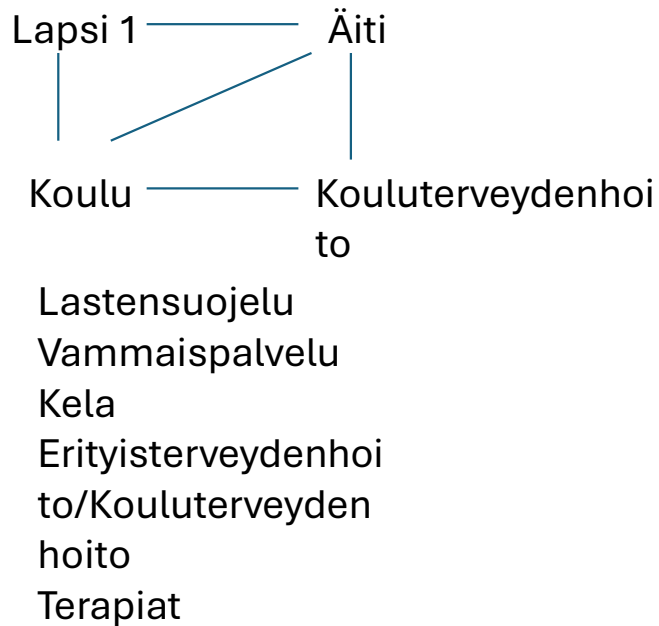 Lapsi 1 Äiti
Koulu Kouluterveydenhoi
to
Lastensuojelu
Vammaispalvelu
Kela
Erityisterveydenhoi
to/Kouluterveyden
hoito
Terapiat